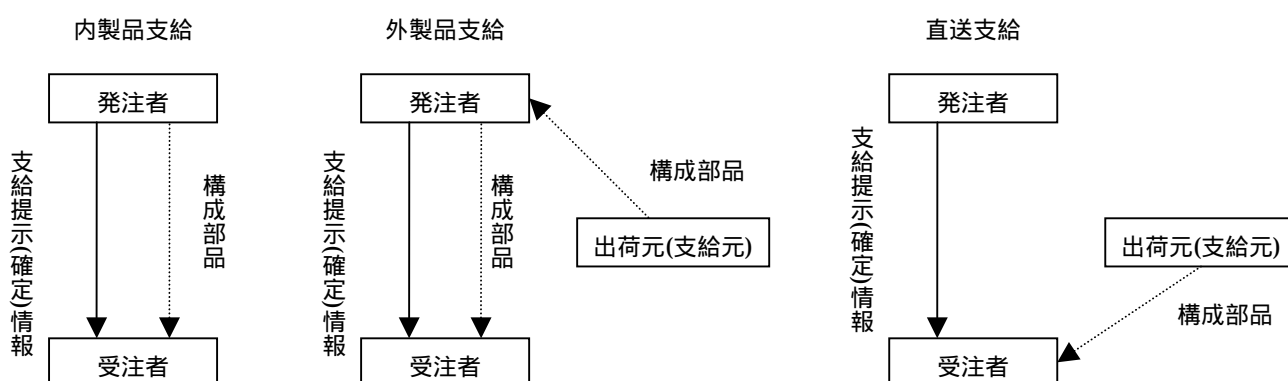 内製品支給
発注者
支給提示(確定)情報
構成部品
受注者
外製品支給
発注者
支給提示(確定)情報
構成部品
構成部品
出荷元(支給元)
受注者
直送支給
発注者
支給提示(確定)情報
出荷元(支給元)
構成部品
受注者